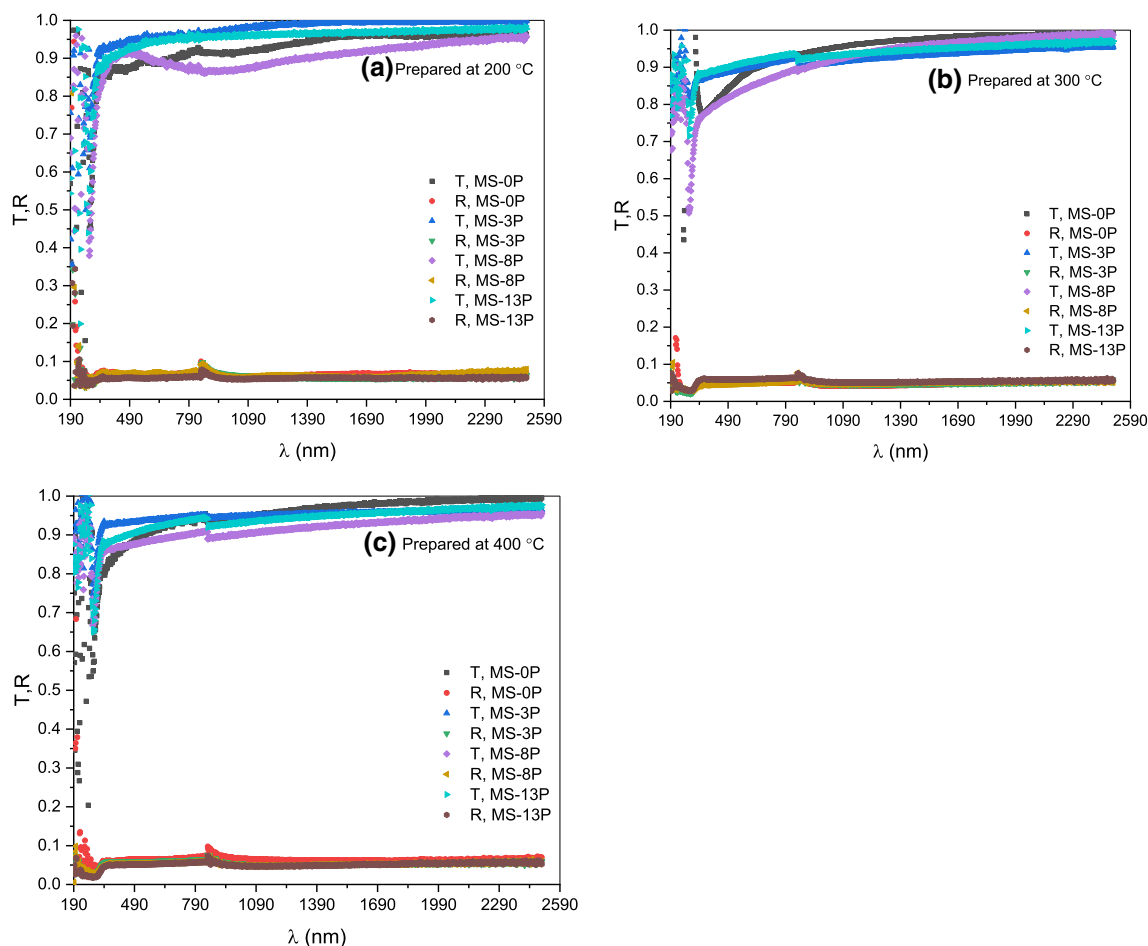 1.0
0.9
0.8
0.7
0.6
0.5
0.4
0.3
0.2
0.1
0.0
T,R
(a) Prepared at 200 °C
T, MS-0P
R, MS-0P
T, MS-3P
R, MS-3P
T, MS-8P
R, MS-8P
T, MS-13P
R, MS-13P
190 490 790 1090 1390 1690 1990 2290 2590
λ (nm)
1.0
0.9
0.8
0.7
0.6
0.5
0.4
0.3
0.2
0.1
0.0
T,R
(b) Prepared at 300 °C
T, MS-0P
R, MS-0P
T, MS-3P
R, MS-3P
T, MS-8P
R, MS-8P
T, MS-13P
R, MS-13P
190 490 790 1090 1390 1690 1990 2290 2590
λ (nm)
1.0
0.9
0.8
0.7
0.6
0.5
0.4
0.3
0.2
0.1
0.0
T,R
(c) Prepared at 400 °C
T, MS-0P
R, MS-0P
T, MS-3P
R, MS-3P
T, MS-8P
R, MS-8P
T, MS-13P
R, MS-13P
190 490 790 1090 1390 1690 1990 2290 2590
λ (nm)